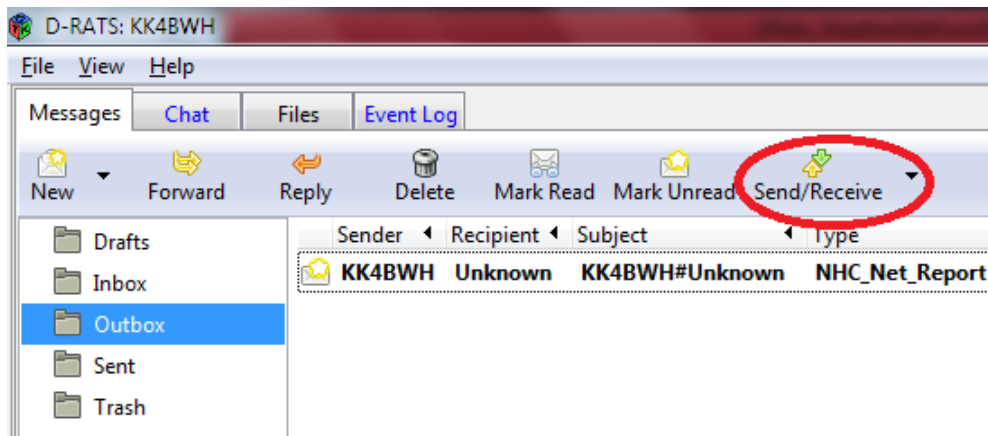 D-RATS: KK4BWH
File View Help
Messages Chat Files Event Log
New Forward Reply Delete Mark Read Mark Unread Send/Receive
Sender Recipient Subject Type
Drafts
KK4BWH Unknown KK4BWH#Unknown NHC_Net_Report
Inbox
Outbox
Sent
Trash